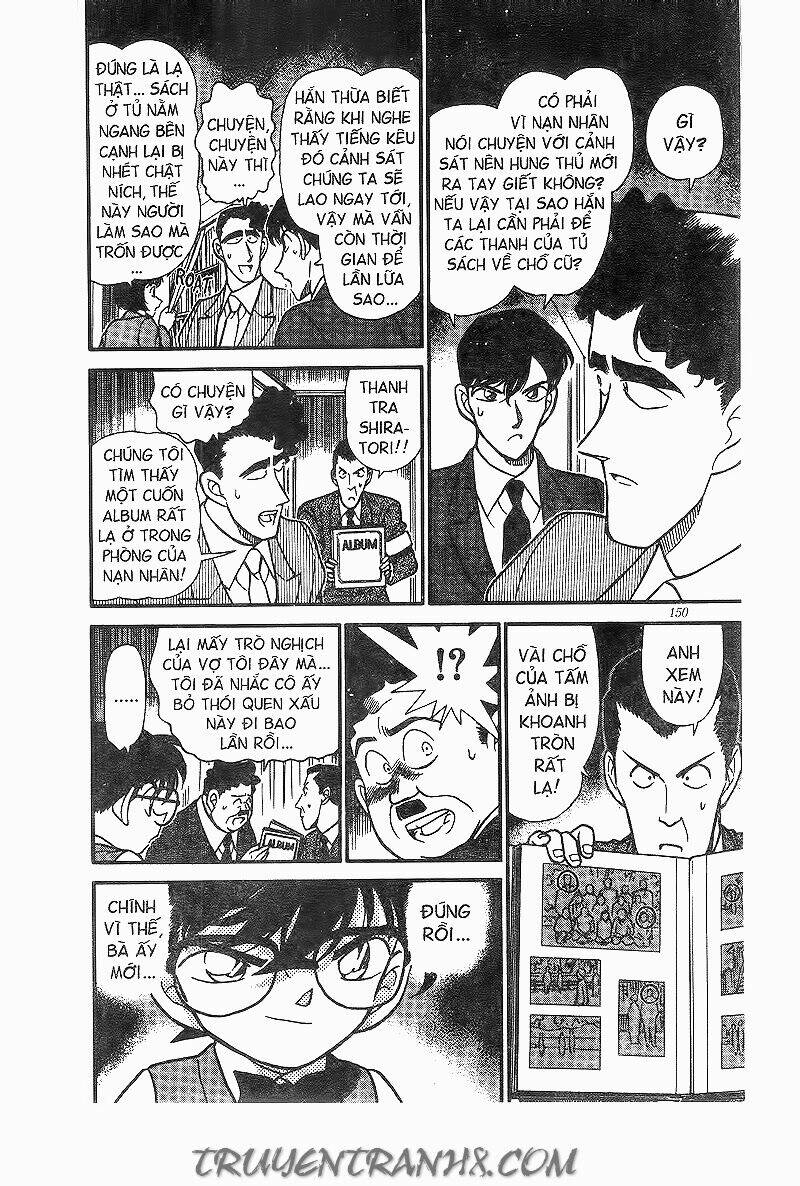 GÌ
VẬY?
CÓ PHẢI
VÌ NẠN NHÂN
NÓI CHUYỆN VỚI CẢNH
SÁT NÊN HUNG THỦ MỚI
RA TAY GIẾT KHÔNG?
NẾU VẬY TẠI SAO HẮN
TA LẠI CẦN PHẢI ĐỂ
CÁC THANH CỦA TỦ
SÁCH VỀ CHỖ CŨ?
HẮN THỪA BIẾT
RẰNG KHI NGHE
THẤY TIẾNG KÊU
ĐÓ CẢNH SÁT
CHÚNG TA SẼ
LAO NGAY TỚI,
VẬY MÀ VẪN
CÒN THỜI
GIAN ĐỂ
LẦN LỮA
SAO...
CHUYỆN,
CHUYỆN
NÀY THÌ
...
ĐÚNG LÀ LẠ
THẬT... SÁCH
Ở TỦ NẰM
NGANG BÊN
CẠNH LẠI BỊ
NHÉT CHẬT
NÍCH, THẾ
NÀY NGƯỜI
LÀM SAO MÀ
TRỐN ĐƯỢC
...
THANH
TRA
SHIRA-
TORI!!
CÓ CHUYỆN
GÌ VẬY?
CHÚNG TÔI
TÌM THẤY
MỘT CUỐN
ALBUM RẤT
LẠ Ở TRONG
PHÒNG CỦA
NẠN NHÂN!
ALBUM
150
ANH
XEM
NÀY!
VÀI CHỖ
CỦA TẤM
ẢNH BỊ
KHOANH
TRÒN
RẤT
LẠ!
!?
LẠI MẤY TRÒ NGHỊCH
CỦA VỢ TÔI ĐÂY MÀ...
TÔI ĐÃ NHẮC CÔ ẤY
BỎ THÓI QUEN XẤU
NÀY ĐI BAO
LẦN RỒI...
ALBUM
......
ĐÚNG
RỒI...
CHÍNH
VÌ THẾ,
BÀ ẤY
MỚI...
TRUYENTRANH8.COM